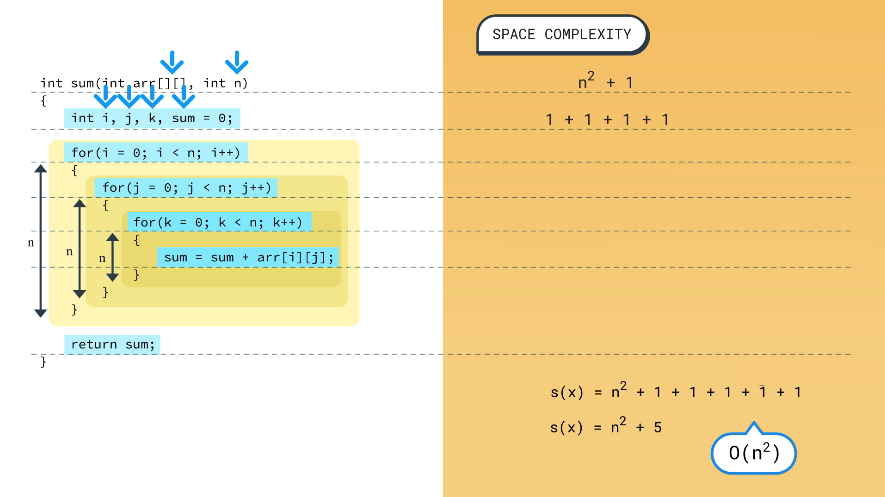 SPACE COMPLEXITY
int sum(int arr[][], int n)
n² + 1
{
int i, j, k, sum = 0;
1 + 1 + 1 + 1
for(i = 0; i < n; i++)
{
for(j = 0; j < n; j++)
{
for(k = 0; k < n; k++)
{
n
n
n
sum = sum + arr[i][j];
}
}
}
return sum;
}
s(x) = n² + 1 + 1 + 1 + 1 + 1
s(x) = n² + 5
O(n²)